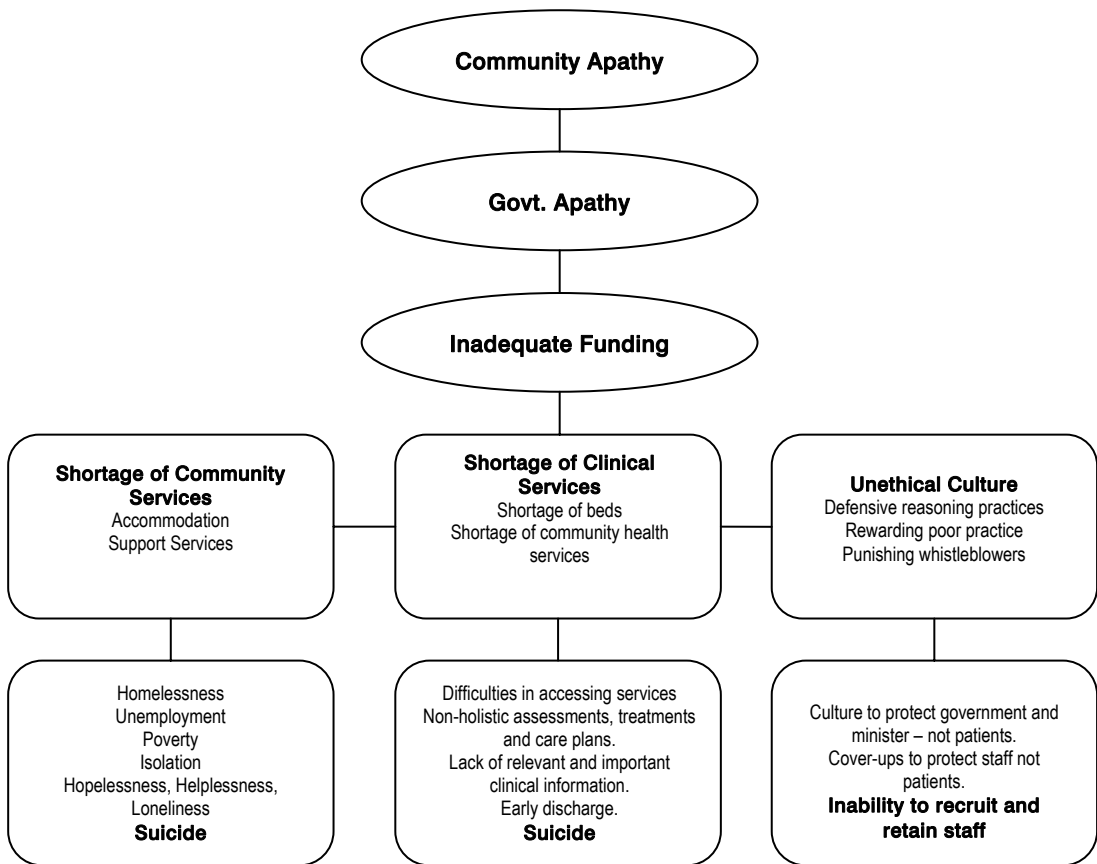 Community Apathy
Govt. Apathy
Inadequate Funding
Shortage of Community
Services
Accommodation
Support Services
Shortage of Clinical
Services
Shortage of beds
Shortage of community health
services
Unethical Culture
Defensive reasoning practices
Rewarding poor practice
Punishing whistleblowers
Homelessness
Unemployment
Poverty
Isolation
Hopelessness, Helplessness,
Loneliness
Suicide
Difficulties in accessing services
Non-holistic assessments, treatments
and care plans.
Lack of relevant and important
clinical information.
Early discharge.
Suicide
Culture to protect government and
minister – not patients.
Cover-ups to protect staff not
patients.
Inability to recruit and
retain staff